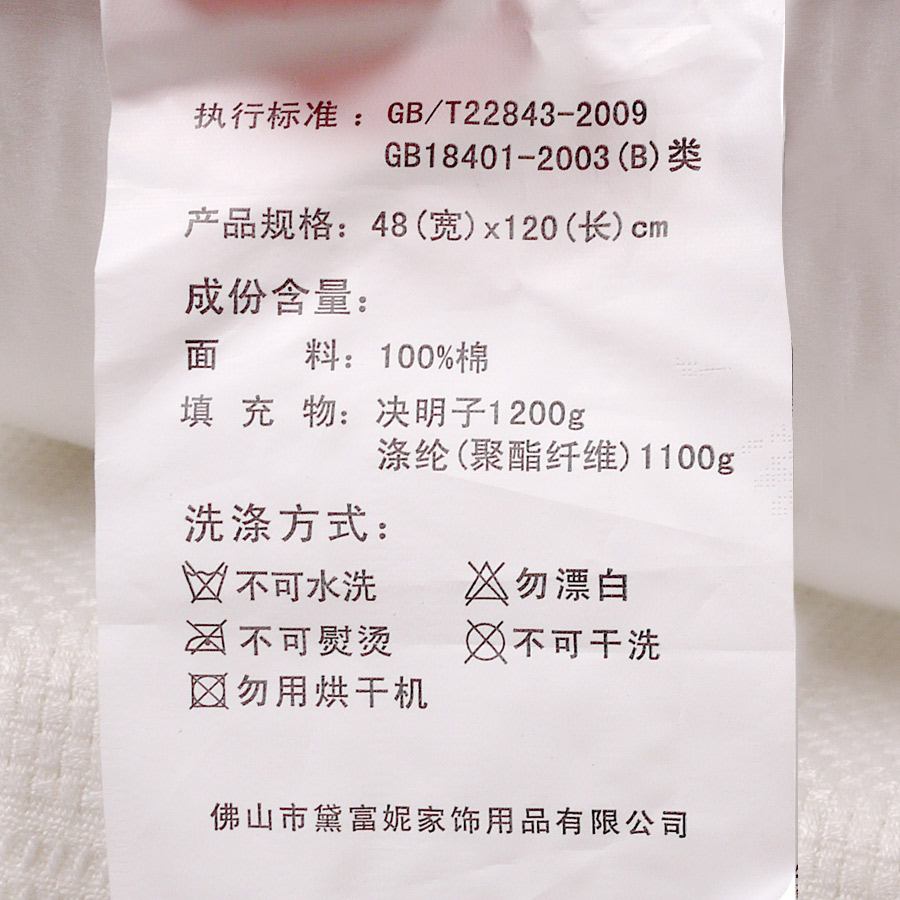 执行标准：GB/T22843-2009
GB18401-2003(B)类
产品规格：48(宽)x120(长)cm
成份含量：
面 料：100%棉
填 充 物：决明子1200g
涤纶(聚酯纤维)1100g
洗涤方式：
不可水洗 勿漂白
不可熨烫 不可干洗
勿用烘干机
佛山市黛富妮家饰用品有限公司